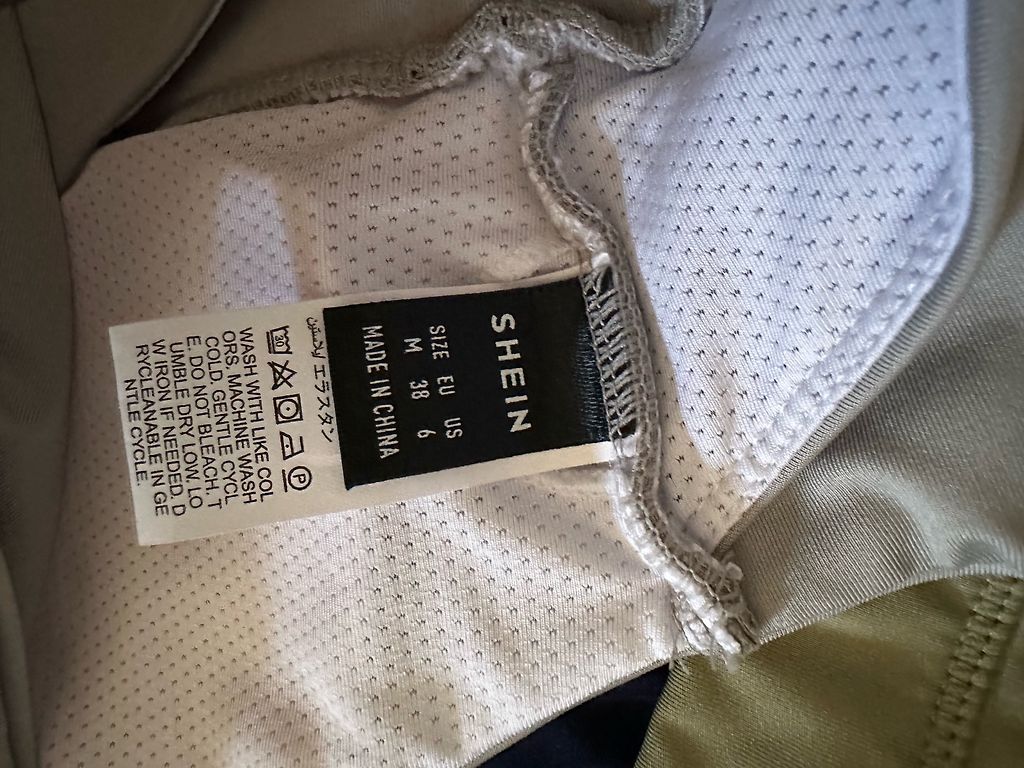 SHEIN
SIZE EU US
M 38 6
MADE IN CHINA
エラスタン
30 P
WASH WITH LIKE COL
ORS. MACHINE WASH
COLD. GENTLE CYCL
E. DO NOT BLEACH. T
UMBLE DRY LOW. LO
W IRON IF NEEDED. D
RYCLEANABLE IN GE
NTLE CYCLE.